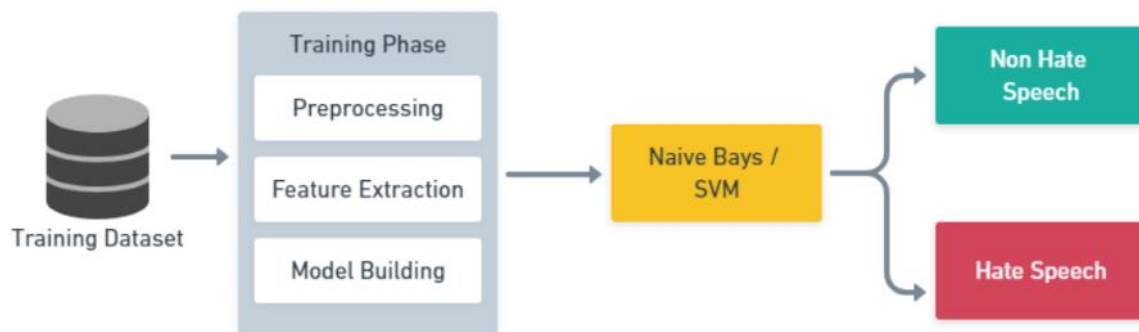 Training Dataset
Training Phase
Preprocessing
Feature Extraction
Model Building
Naive Bays /
SVM
Non Hate
Speech
Hate Speech